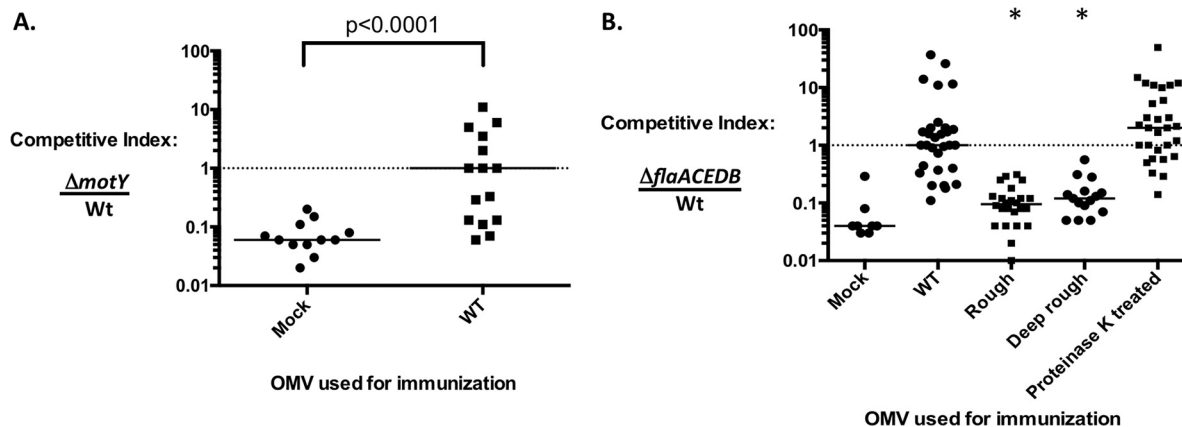 A.
p<0.0001
100
10
1
0.1
0.01
Competitive Index:
ΔmotY
Wt
Mock
WT
OMV used for immunization
B.
* *
100
10
1
0.1
0.01
Competitive Index:
ΔflaACEDB
Wt
Mock
WT
Rough
Deep rough
Proteinase K treated
OMV used for immunization